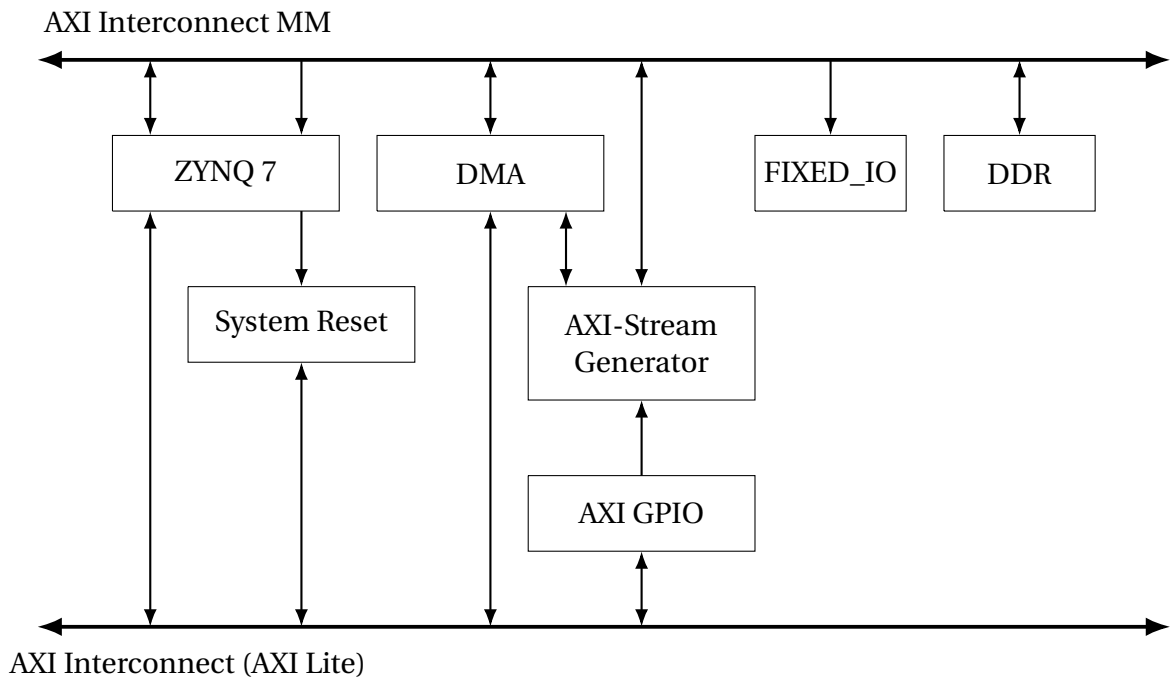 AXI Interconnect MM
ZYNQ 7
DMA
FIXED_IO
DDR
System Reset
AXI-Stream
Generator
AXI GPIO
AXI Interconnect (AXI Lite)